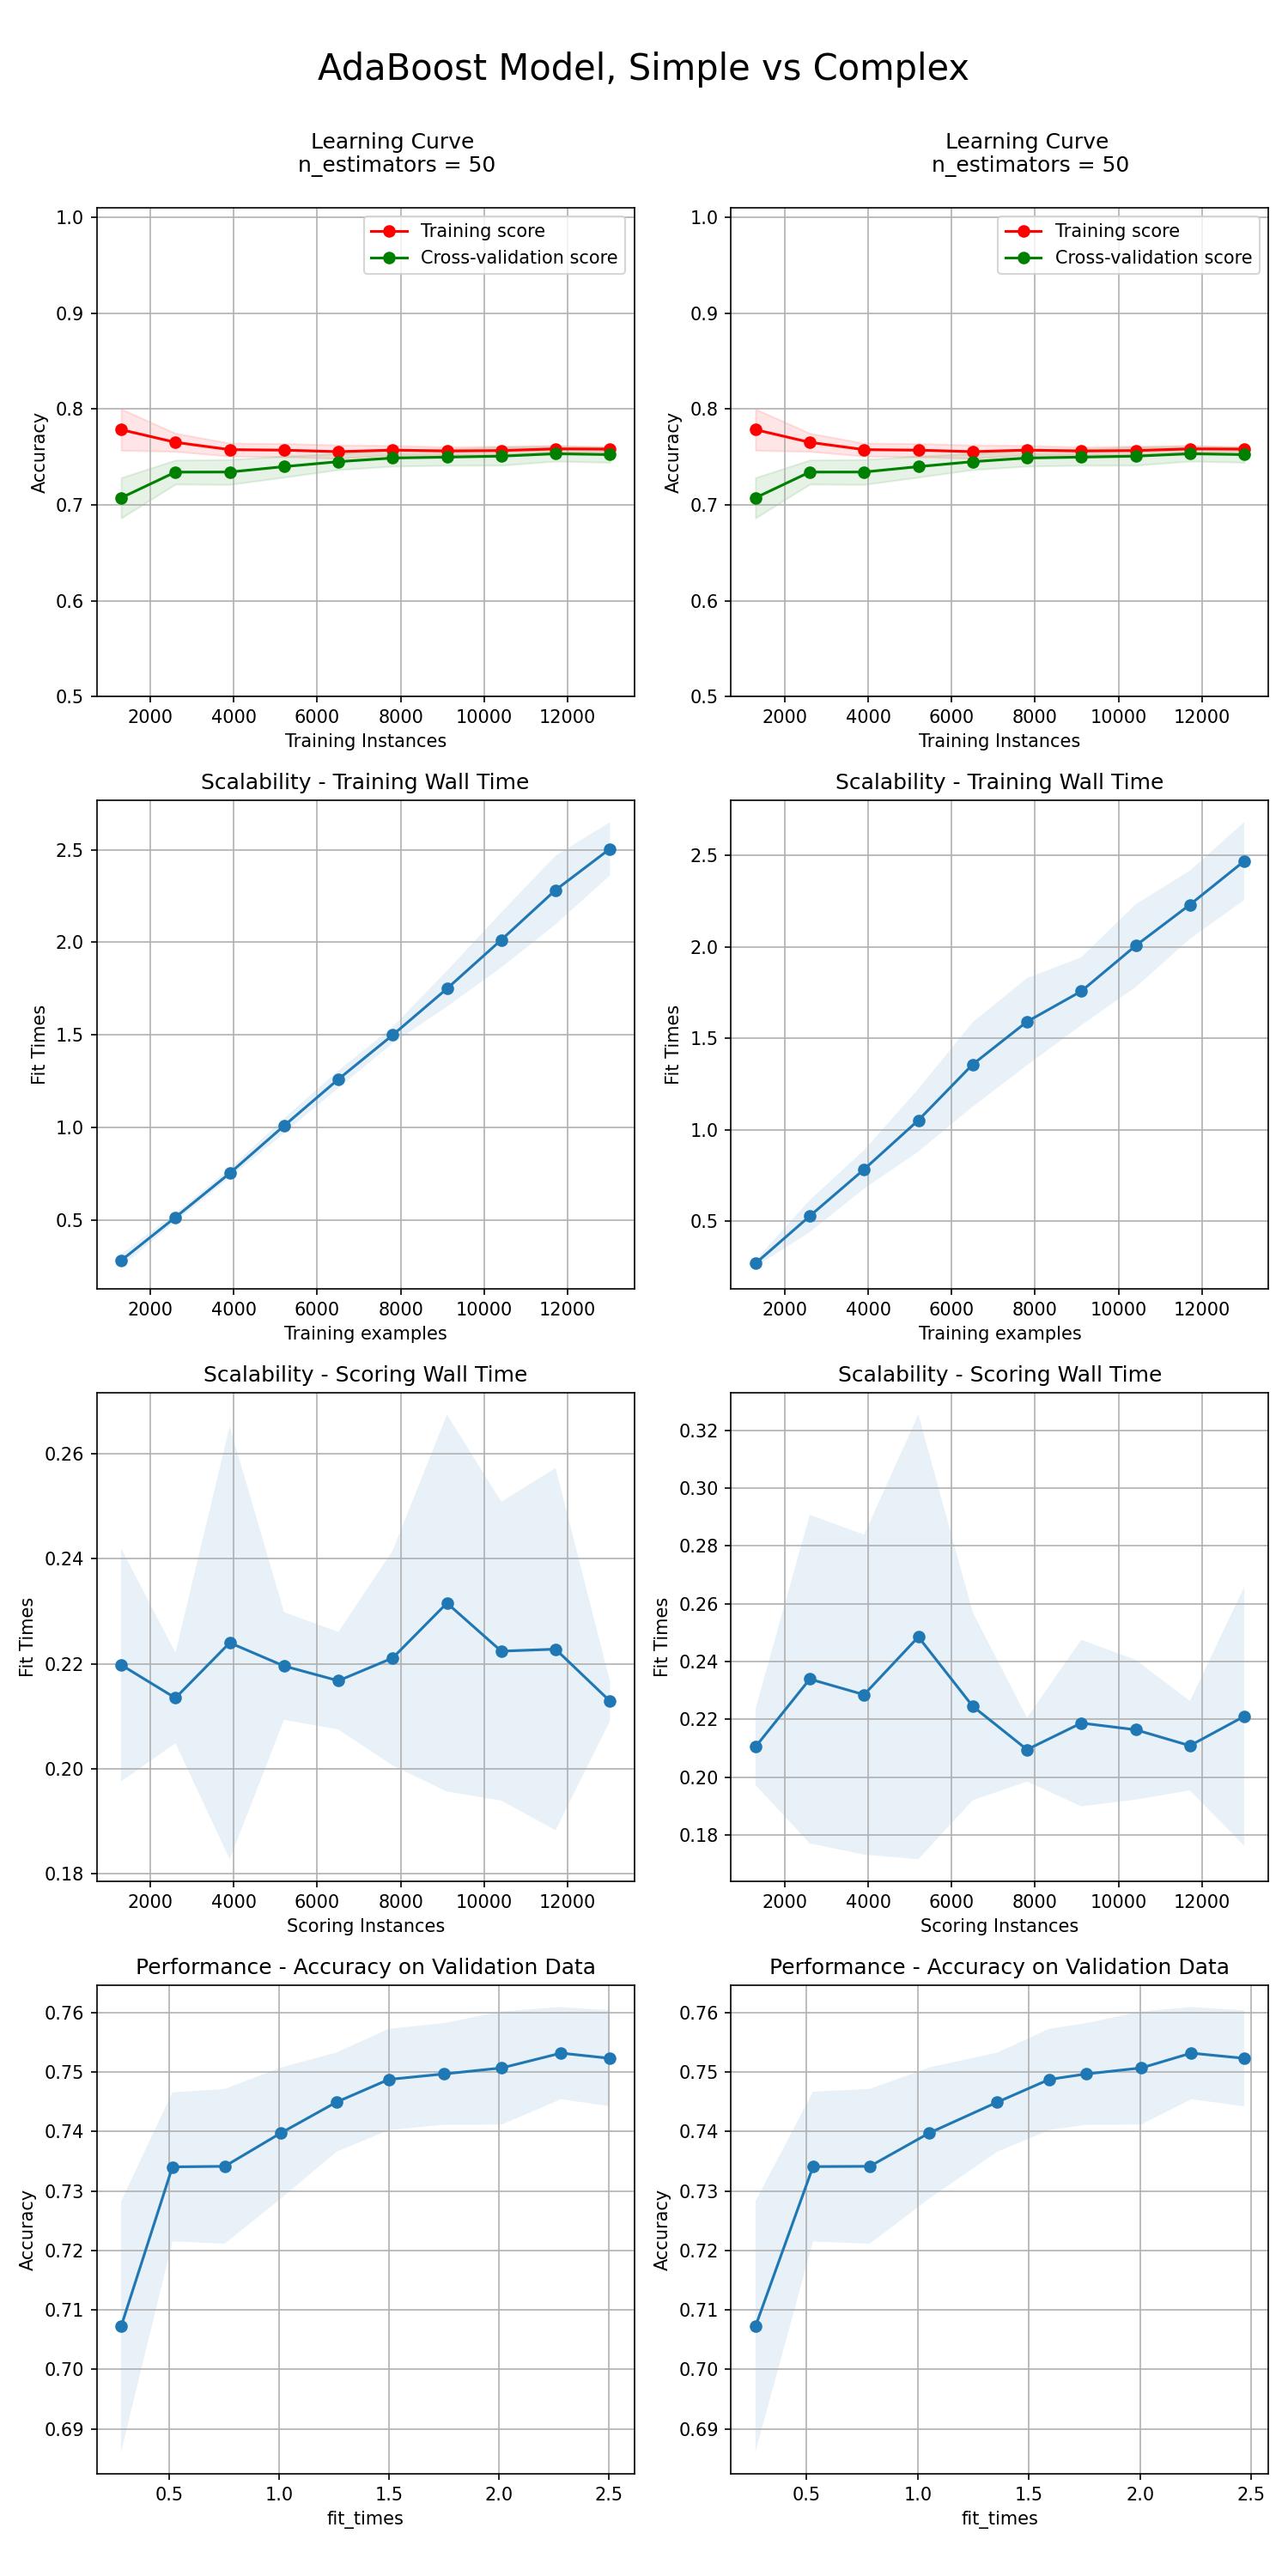 AdaBoost Model, Simple vs Complex
Learning Curve
n_estimators = 50
Training score
Cross-validation score
1.0
0.9
0.8
0.7
0.6
0.5
Accuracy
2000 4000 6000 8000 10000 12000
Training Instances
Learning Curve
n_estimators = 50
Training score
Cross-validation score
1.0
0.9
0.8
0.7
0.6
0.5
Accuracy
2000 4000 6000 8000 10000 12000
Training Instances
Scalability - Training Wall Time
2.5
2.0
1.5
1.0
0.5
Fit Times
2000 4000 6000 8000 10000 12000
Training examples
Scalability - Training Wall Time
2.5
2.0
1.5
1.0
0.5
Fit Times
2000 4000 6000 8000 10000 12000
Training examples
Scalability - Scoring Wall Time
0.26
0.24
0.22
0.20
0.18
Fit Times
2000 4000 6000 8000 10000 12000
Scoring Instances
Scalability - Scoring Wall Time
0.32
0.30
0.28
0.26
0.24
0.22
0.20
0.18
Fit Times
2000 4000 6000 8000 10000 12000
Scoring Instances
Performance - Accuracy on Validation Data
0.76
0.75
0.74
0.73
0.72
0.71
0.70
0.69
Accuracy
0.5 1.0 1.5 2.0 2.5
fit_times
Performance - Accuracy on Validation Data
0.76
0.75
0.74
0.73
0.72
0.71
0.70
0.69
Accuracy
0.5 1.0 1.5 2.0 2.5
fit_times